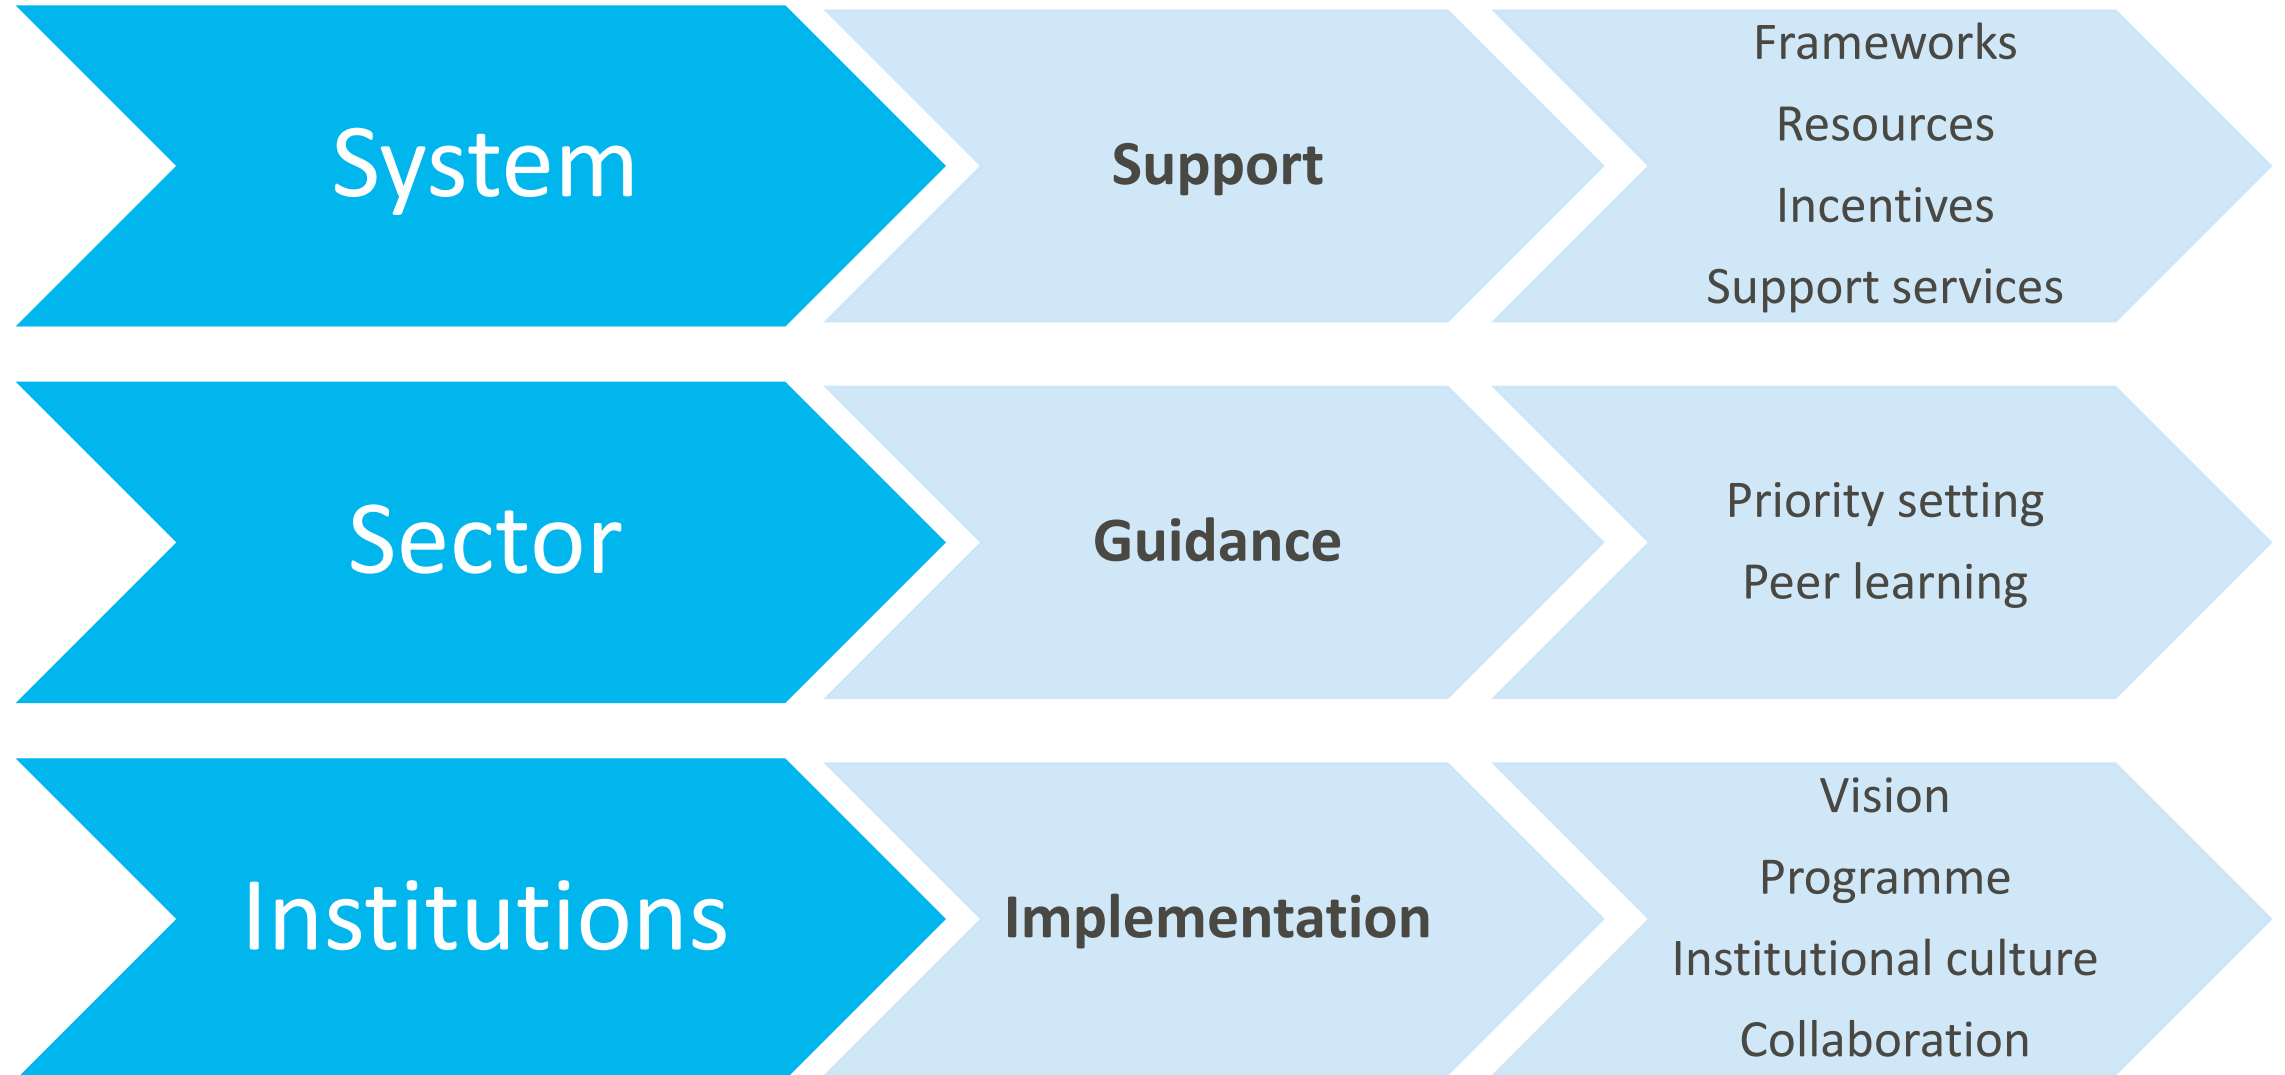 System
Support
Frameworks
Resources
Incentives
Support services
Sector
Guidance
Priority setting
Peer learning
Institutions
Implementation
Vision
Programme
Institutional culture
Collaboration